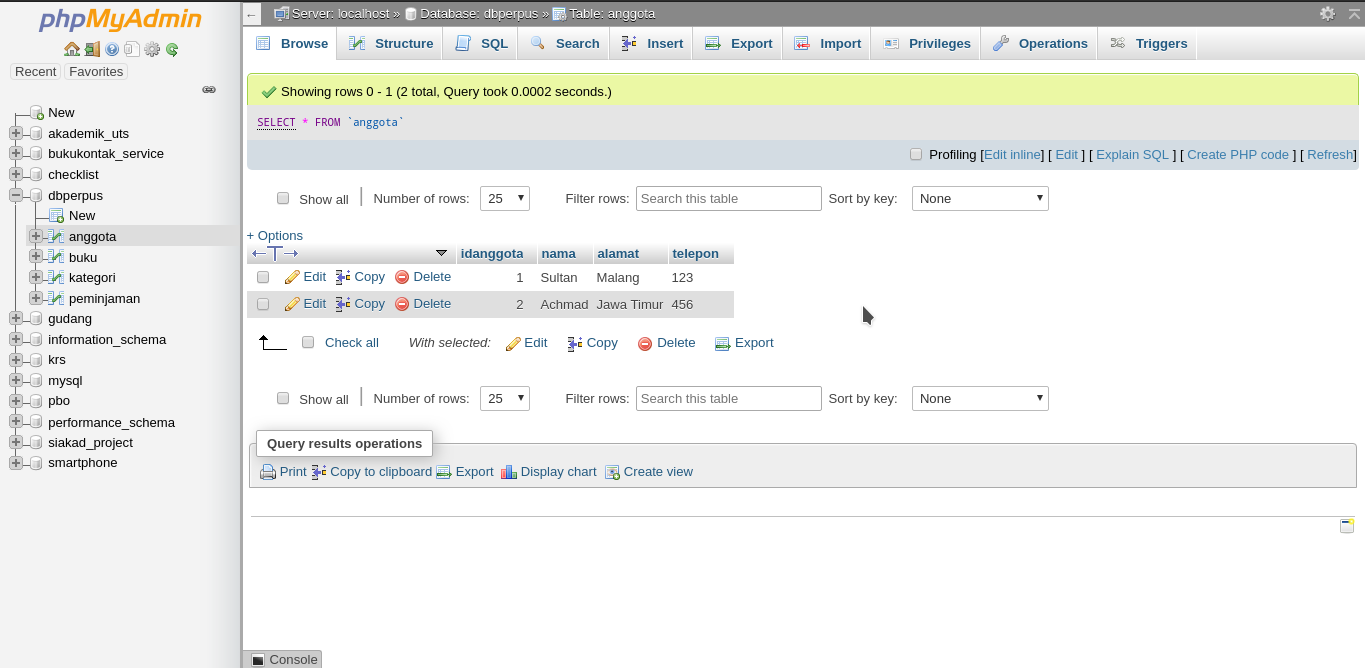 phpMyAdmin
Recent Favorites
New
akademik_uts
bukukontak_service
checklist
dbperpus
New
anggota
buku
kategori
peminjaman
gudang
information_schema
krs
mysql
pbo
performance_schema
siakad_project
smartphone
Server: localhost » Database: dbperpus » Table: anggota
Browse Structure SQL Search Insert Export Import Privileges Operations Triggers
Showing rows 0 - 1 (2 total, Query took 0.0002 seconds.)
SELECT * FROM `anggota`
Profiling [Edit inline] [ Edit ] [ Explain SQL ] [ Create PHP code ] [ Refresh]
Show all Number of rows: 25 Filter rows: Search this table Sort by key: None
+ Options
idanggota nama alamat telepon
Edit Copy Delete 1 Sultan Malang 123
Edit Copy Delete 2 Achmad Jawa Timur 456
Check all With selected: Edit Copy Delete Export
Show all Number of rows: 25 Filter rows: Search this table Sort by key: None
Query results operations
Print Copy to clipboard Export Display chart Create view
Console